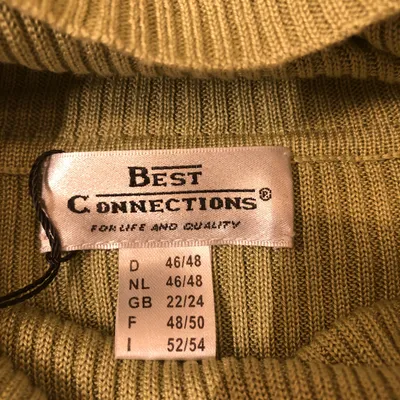 BEST
CONNECTIONS®
FOR LIFE AND QUALITY
D 46/48
NL 46/48
GB 22/24
F 48/50
I 52/54